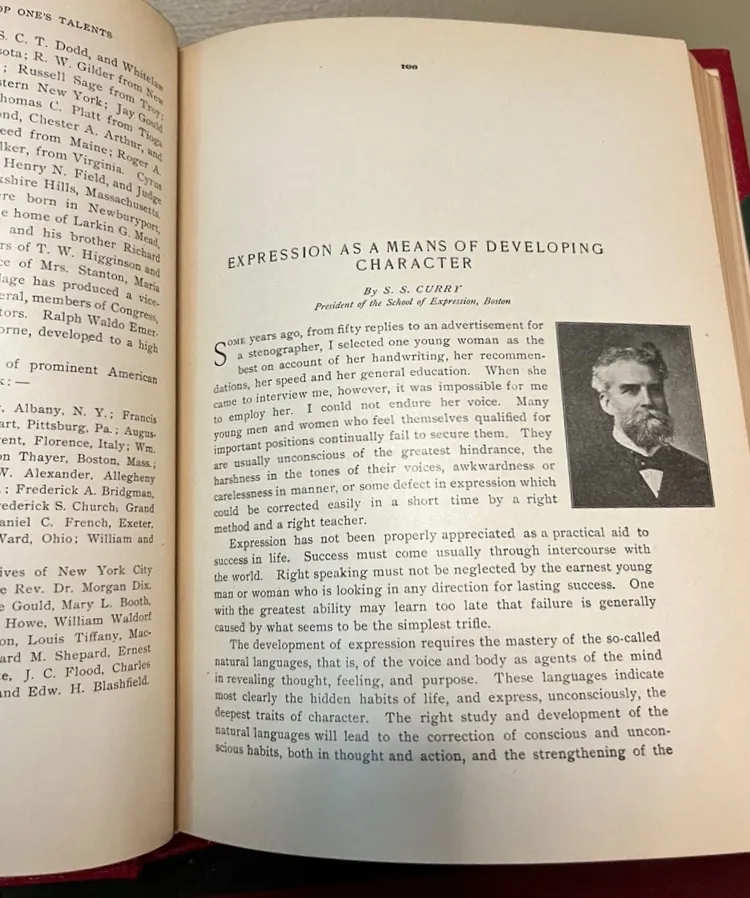 OP ONE'S TALENTS
S. C. T. Dodd, and Whitelaw
sota; R. W. Gilder from New
; Russell Sage from Troy;
stern New York; Jay Gould
homas C. Platt from Tioga
ond, Chester A. Arthur, and
eed from Maine; Roger A.
lker, from Virginia. Cyrus
Henry N. Field, and Judge
kshire Hills, Massachusetts.
re born in Newburyport,
e home of Larkin G. Mead,
and his brother Richard
rs of T. W. Higginson and
ce of Mrs. Stanton, Maria
lage has produced a vice-
eral, members of Congress,
tors. Ralph Waldo Emer-
orne, developed to a high
of prominent American
k: —
r, Albany, N. Y.; Francis
art, Pittsburg, Pa.; Augus-
ent, Florence, Italy; Wm.
on Thayer, Boston, Mass.;
W. Alexander, Allegheny
.; Frederick A. Bridgman,
rederick S. Church, Grand
aniel C. French, Exeter,
Ward, Ohio; William and
ives of New York City
e Rev. Dr. Morgan Dix,
e Gould, Mary L. Booth,
Howe, William Waldorf
on, Louis Tiffany, Mac-
ard M. Shepard, Ernest
te, J. C. Flood, Charles
and Edw. H. Blashfield.
100
EXPRESSION AS A MEANS OF DEVELOPING
CHARACTER
By S. S. CURRY
President of the School of Expression, Boston
SOME years ago, from fifty replies to an advertisement for
a stenographer, I selected one young woman as the
best on account of her handwriting, her recommen-
dations, her speed and her general education. When she
came to interview me, however, it was impossible for me
to employ her. I could not endure her voice. Many
young men and women who feel themselves qualified for
important positions continually fail to secure them. They
are usually unconscious of the greatest hindrance, the
harshness in the tones of their voices, awkwardness or
carelessness in manner, or some defect in expression which
could be corrected easily in a short time by a right
method and a right teacher.
Expression has not been properly appreciated as a practical aid to
success in life. Success must come usually through intercourse with
the world. Right speaking must not be neglected by the earnest young
man or woman who is looking in any direction for lasting success. One
with the greatest ability may learn too late that failure is generally
caused by what seems to be the simplest trifle.
The development of expression requires the mastery of the so-called
natural languages, that is, of the voice and body as agents of the mind
in revealing thought, feeling, and purpose. These languages indicate
most clearly the hidden habits of life, and express, unconsciously, the
deepest traits of character. The right study and development of the
natural languages will lead to the correction of conscious and uncon-
scious habits, both in thought and action, and the strengthening of the